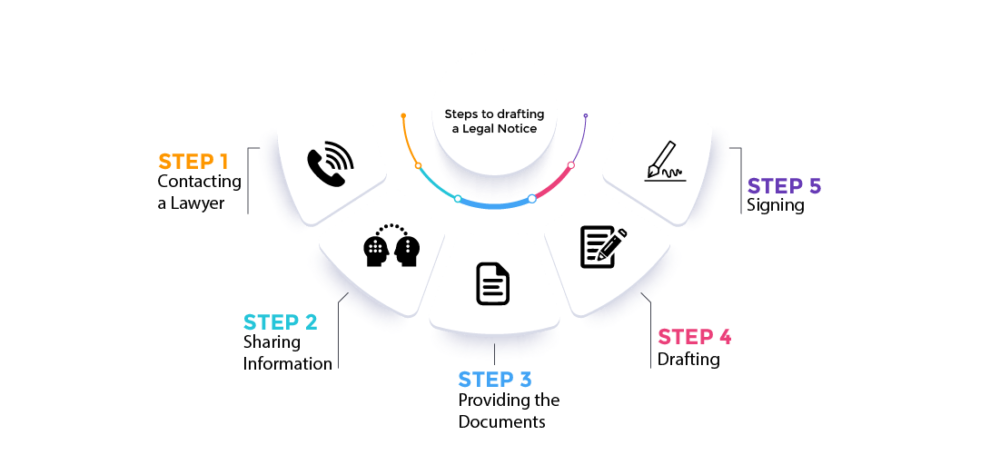 Steps to drafting
a Legal Notice
STEP 1
Contacting
a Lawyer
STEP 2
Sharing
Information
STEP 3
Providing the
Documents
STEP 4
Drafting
STEP 5
Signing